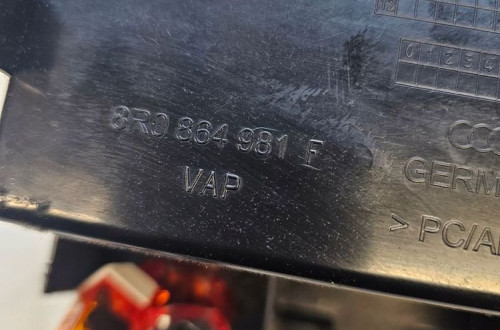 8R0 864 981 F
VAP
GERM
> PC/A